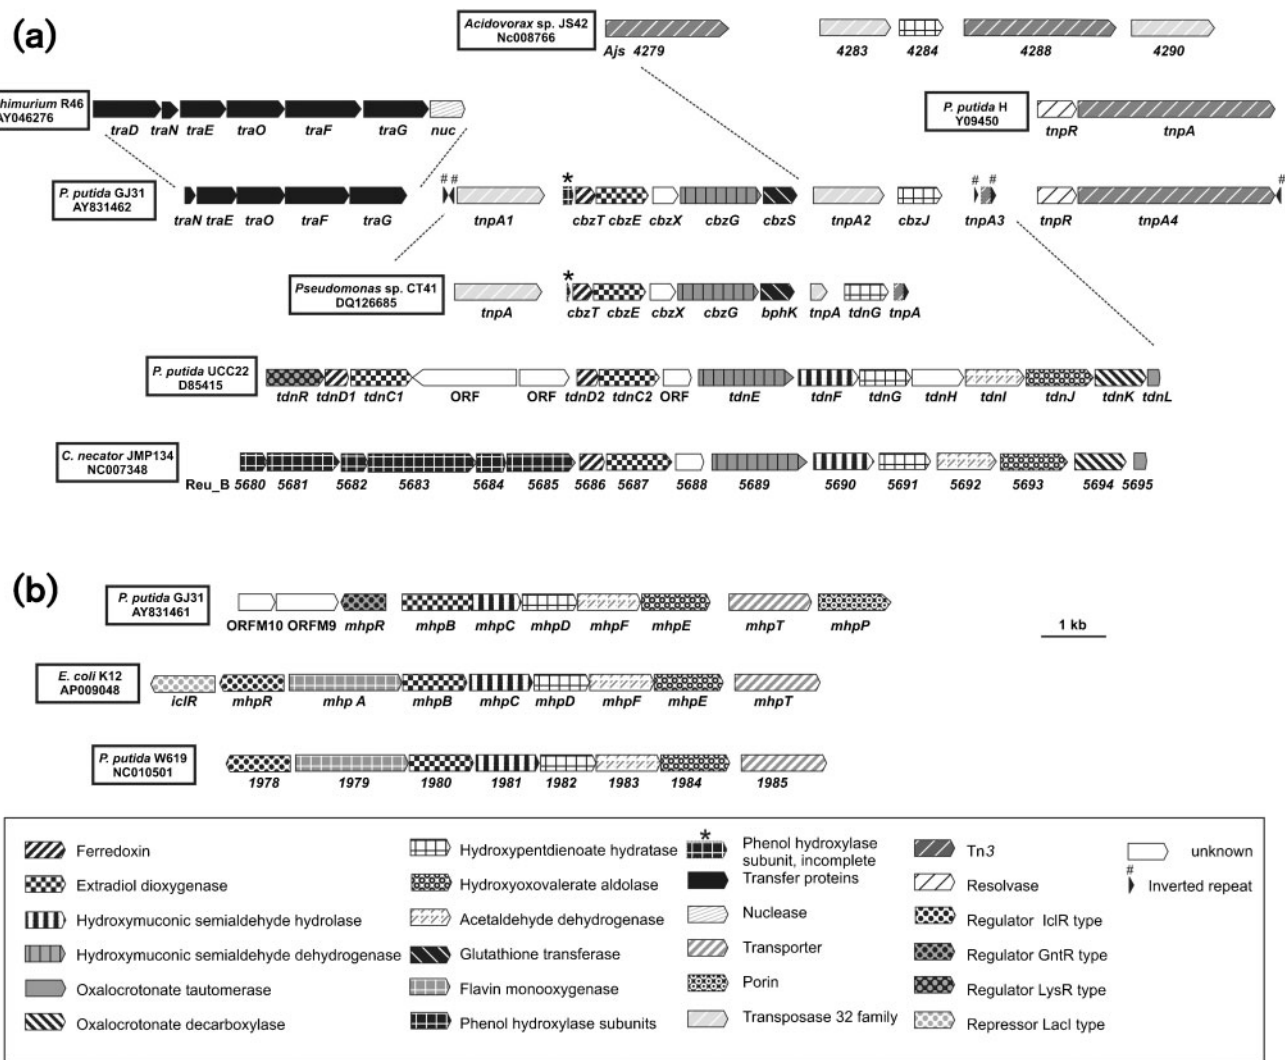 (a)
Acidovorax sp. JS42
Nc008766
Ajs 4279 4283 4284 4288 4290
himurium R46
AY046276
traD traN traE traO traF traG nuc
P. putida H
Y09450
tnpR tnpA
P. putida GJ31
AY831462
# # * # # #
traN traE traO traF traG tnpA1 cbzT cbzE cbzX cbzG cbzS tnpA2 cbzJ tnpA3 tnpR tnpA4
Pseudomonas sp. CT41
DQ126685
*
tnpA cbzT cbzE cbzX cbzG bphK tnpA tdnG tnpA
P. putida UCC22
D85415
tdnR tdnD1 tdnC1 ORF ORF tdnD2 tdnC2 ORF tdnE tdnF tdnG tdnH tdnI tdnJ tdnK tdnL
C. necator JMP134
NC007348
Reu_B 5680 5681 5682 5683 5684 5685 5686 5687 5688 5689 5690 5691 5692 5693 5694 5695
(b)
P. putida GJ31
AY831461
ORFM10 ORFM9 mhpR mhpB mhpC mhpD mhpF mhpE mhpT mhpP
1 kb
E. coli K12
AP009048
iclR mhpR mhp A mhpB mhpC mhpD mhpF mhpE mhpT
P. putida W619
NC010501
1978 1979 1980 1981 1982 1983 1984 1985
Ferredoxin
Extradiol dioxygenase
Hydroxymuconic semialdehyde hydrolase
Hydroxymuconic semialdehyde dehydrogenase
Oxalocrotonate tautomerase
Oxalocrotonate decarboxylase
Hydroxypentdienoate hydratase
Hydroxyoxovalerate aldolase
Acetaldehyde dehydrogenase
Glutathione transferase
Flavin monooxygenase
Phenol hydroxylase subunits
*
Phenol hydroxylase
subunit, incomplete
Transfer proteins
Nuclease
Transporter
Porin
Transposase 32 family
Tn3
Resolvase
Regulator IclR type
Regulator GntR type
Regulator LysR type
Repressor LacI type
unknown
#
Inverted repeat